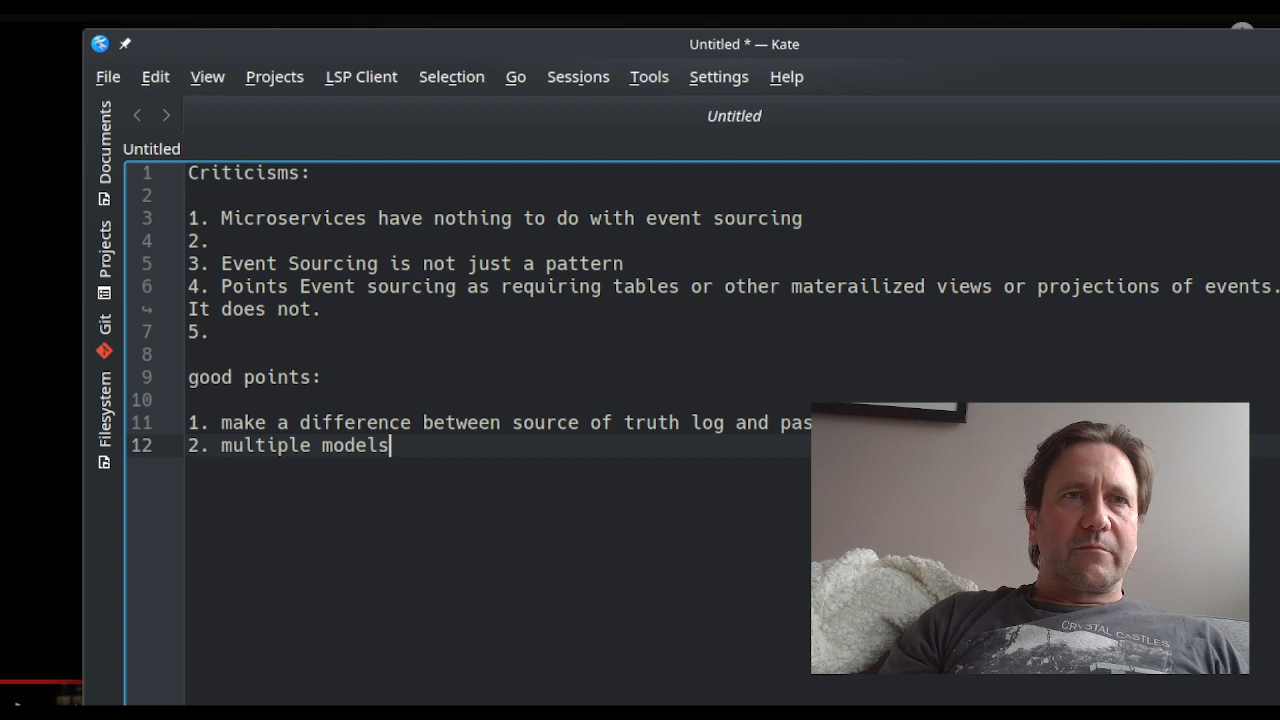 Untitled * — Kate
File Edit View Projects LSP Client Selection Go Sessions Tools Settings Help
Untitled
Untitled
Documents
Projects
Git
Filesystem
1 Criticisms:
2
3 1. Microservices have nothing to do with event sourcing
4 2.
5 3. Event Sourcing is not just a pattern
6 4. Points Event sourcing as requiring tables or other materailized views or projections of events.
It does not.
7 5.
8
9 good points:
10
11 1. make a difference between source of truth log and pas
12 2. multiple models
CRYSTAL CASTLES